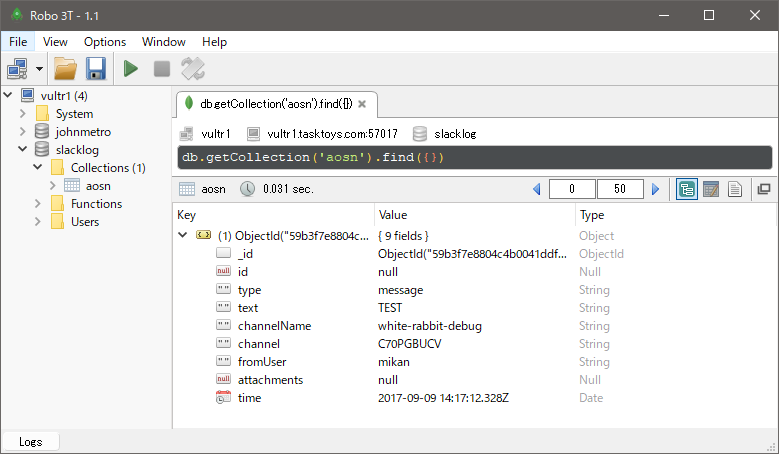 Robo 3T - 1.1
File View Options Window Help
vultr1 (4)
System
johnmetro
slacklog
Collections (1)
aosn
Functions
Users
db.getCollection('aosn').find({})
vultr1 vultr1.tasktoys.com:57017 slacklog
db.getCollection('aosn').find({})
aosn 0.031 sec. 0 50
Key Value Type
(1) ObjectId("59b3f7e8804c... { 9 fields } Object
_id ObjectId("59b3f7e8804c4b0041ddf... ObjectId
null id null Null
" " type message String
" " text TEST String
" " channelName white-rabbit-debug String
" " channel C70PGBUCV String
" " fromUser mikan String
null attachments null Null
time 2017-09-09 14:17:12.328Z Date
Logs